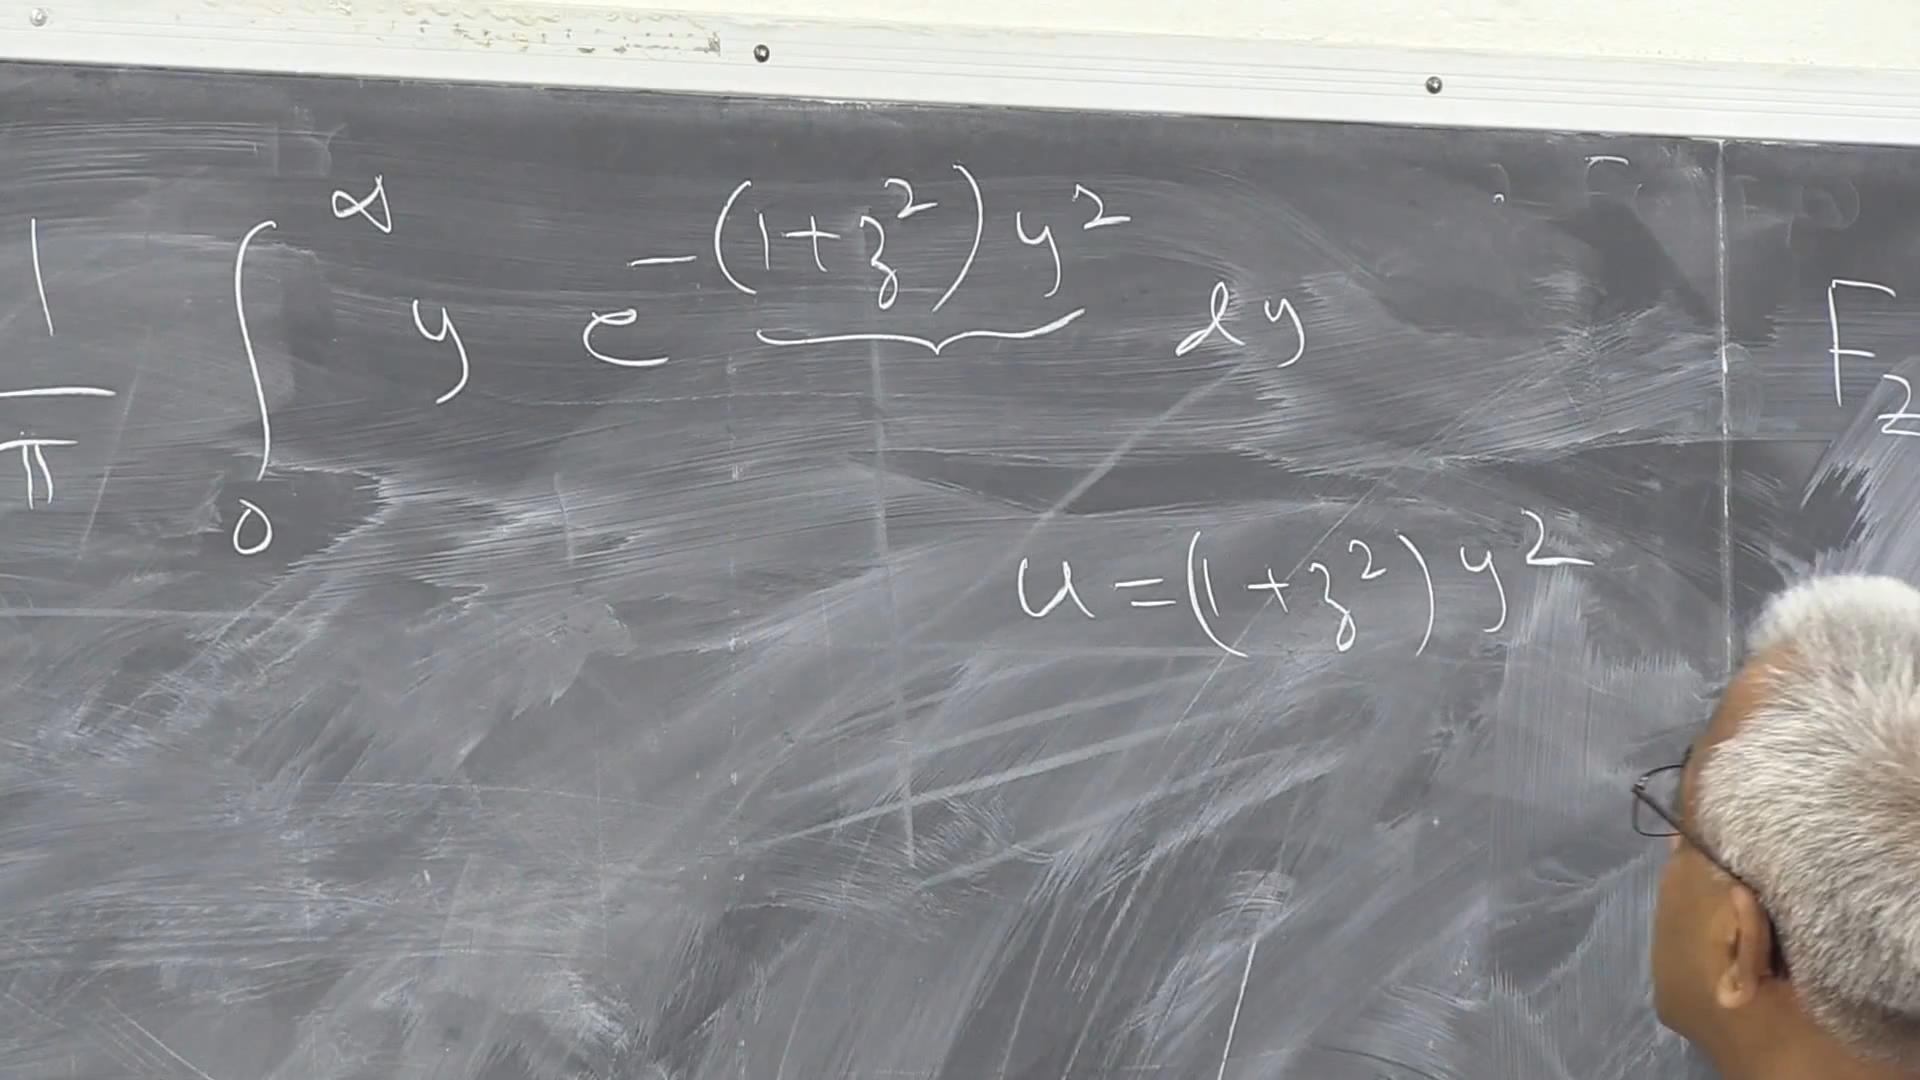 1/π ∫₀^∞ y e^{-(1+z²)y²} dy
u = (1+z²)y²
F_Z